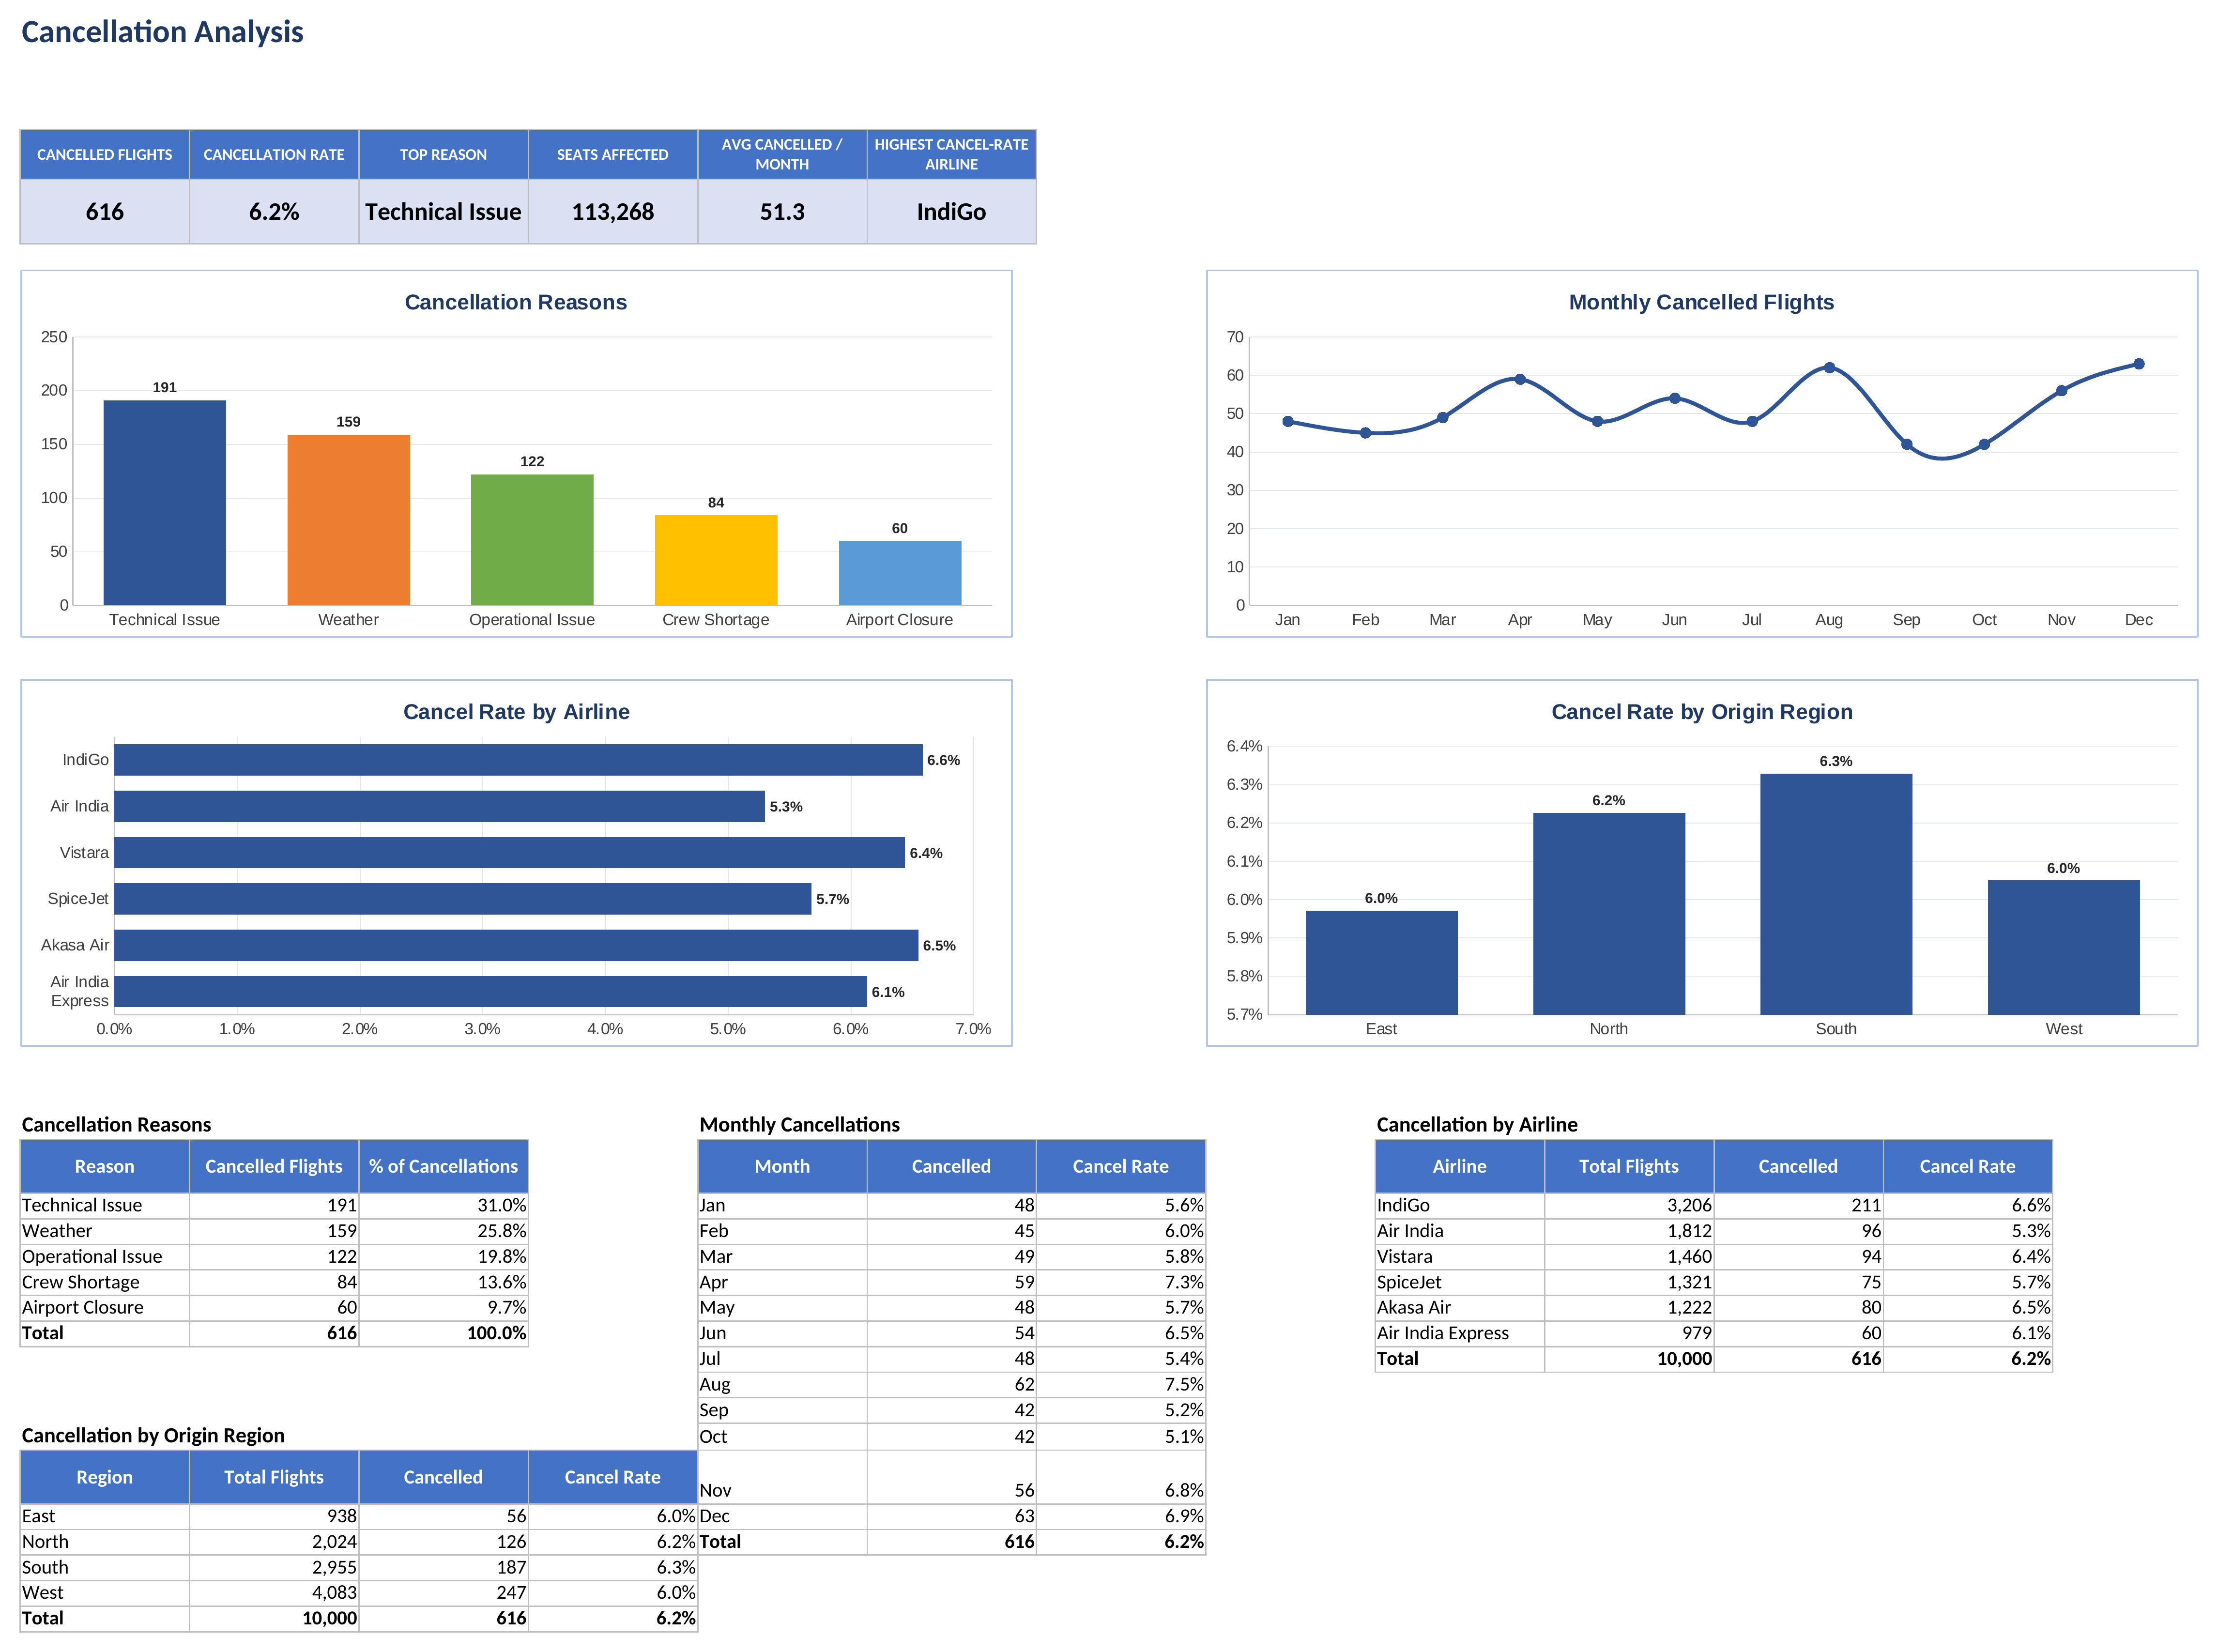 Cancellation Analysis
CANCELLED FLIGHTS CANCELLATION RATE TOP REASON SEATS AFFECTED AVG CANCELLED / MONTH HIGHEST CANCEL-RATE AIRLINE
616 6.2% Technical Issue 113,268 51.3 IndiGo
Cancellation Reasons
250
200
150
100
50
0
191
159
122
84
60
Technical Issue Weather Operational Issue Crew Shortage Airport Closure
Monthly Cancelled Flights
70
60
50
40
30
20
10
0
Jan Feb Mar Apr May Jun Jul Aug Sep Oct Nov Dec
Cancel Rate by Airline
IndiGo 6.6%
Air India 5.3%
Vistara 6.4%
SpiceJet 5.7%
Akasa Air 6.5%
Air India Express 6.1%
0.0% 1.0% 2.0% 3.0% 4.0% 5.0% 6.0% 7.0%
Cancel Rate by Origin Region
6.4%
6.3%
6.2%
6.1%
6.0%
5.9%
5.8%
5.7%
6.0%
6.2%
6.3%
6.0%
East North South West
Cancellation Reasons
Reason Cancelled Flights % of Cancellations
Technical Issue 191 31.0%
Weather 159 25.8%
Operational Issue 122 19.8%
Crew Shortage 84 13.6%
Airport Closure 60 9.7%
Total 616 100.0%
Monthly Cancellations
Month Cancelled Cancel Rate
Jan 48 5.6%
Feb 45 6.0%
Mar 49 5.8%
Apr 59 7.3%
May 48 5.7%
Jun 54 6.5%
Jul 48 5.4%
Aug 62 7.5%
Sep 42 5.2%
Oct 42 5.1%
Nov 56 6.8%
Dec 63 6.9%
Total 616 6.2%
Cancellation by Airline
Airline Total Flights Cancelled Cancel Rate
IndiGo 3,206 211 6.6%
Air India 1,812 96 5.3%
Vistara 1,460 94 6.4%
SpiceJet 1,321 75 5.7%
Akasa Air 1,222 80 6.5%
Air India Express 979 60 6.1%
Total 10,000 616 6.2%
Cancellation by Origin Region
Region Total Flights Cancelled Cancel Rate
East 938 56 6.0%
North 2,024 126 6.2%
South 2,955 187 6.3%
West 4,083 247 6.0%
Total 10,000 616 6.2%